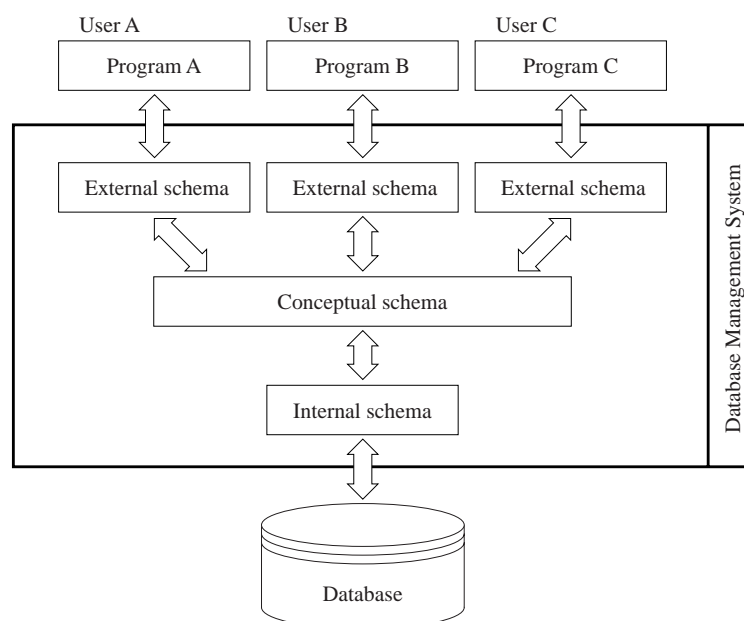 User A
User B
User C
Program A
Program B
Program C
External schema
External schema
External schema
Conceptual schema
Internal schema
Database Management System
Database